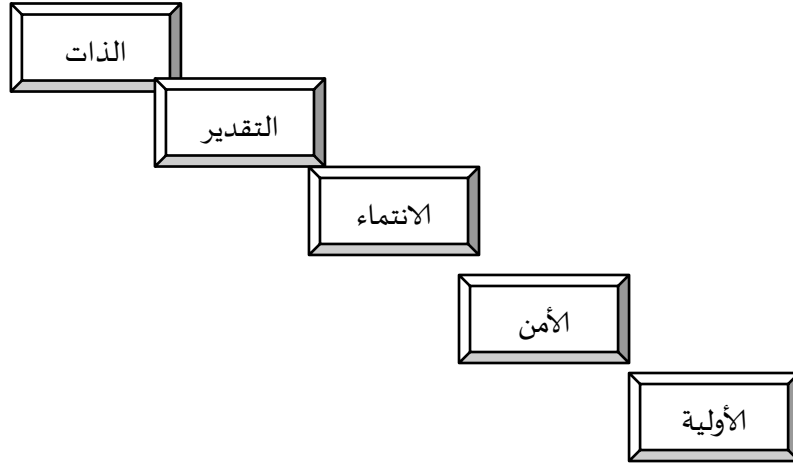 الذات
التقدير
الانتماء
الأمن
الأولية